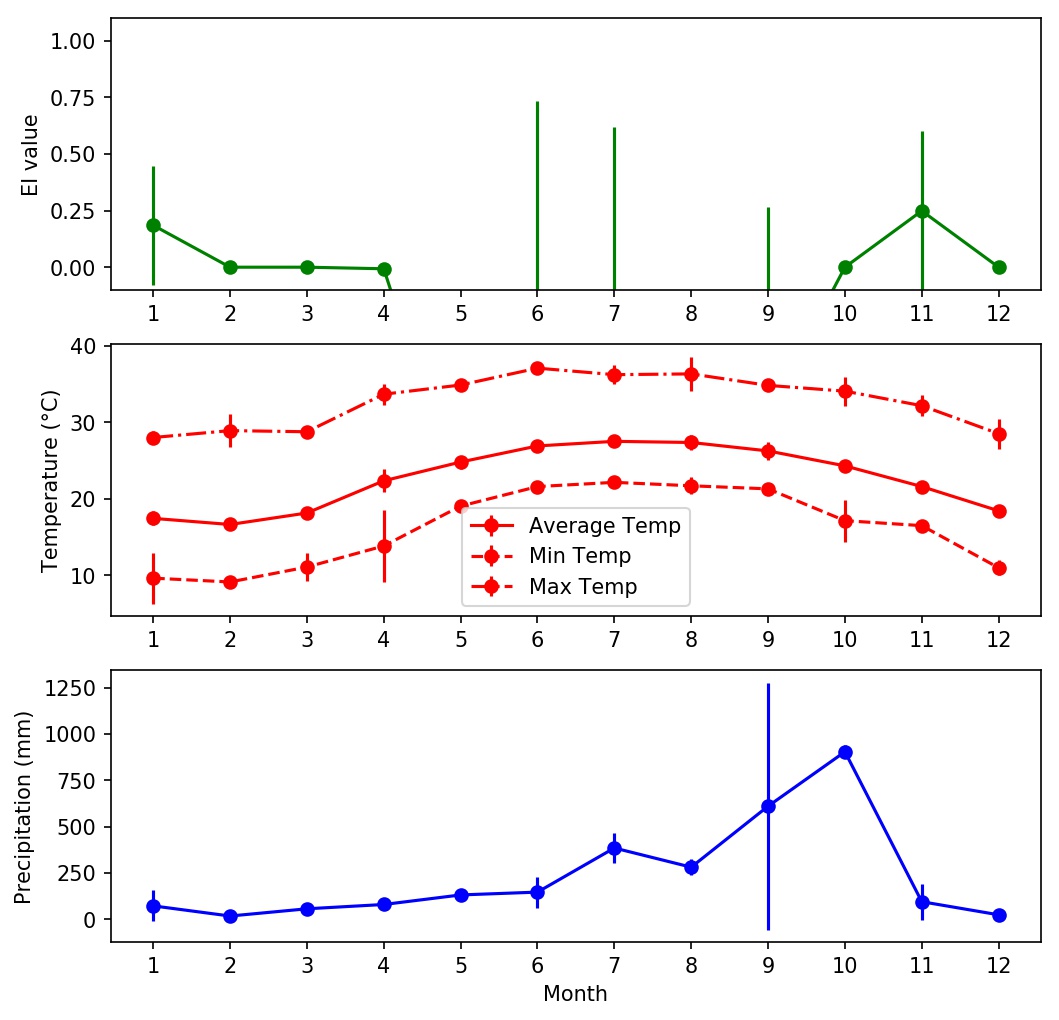 1.00
0.75
0.50
0.25
0.00
EI value
1 2 3 4 5 6 7 8 9 10 11 12
40
30
20
10
Temperature (°C)
Average Temp
Min Temp
Max Temp
1 2 3 4 5 6 7 8 9 10 11 12
1250
1000
750
500
250
0
Precipitation (mm)
1 2 3 4 5 6 7 8 9 10 11 12
Month